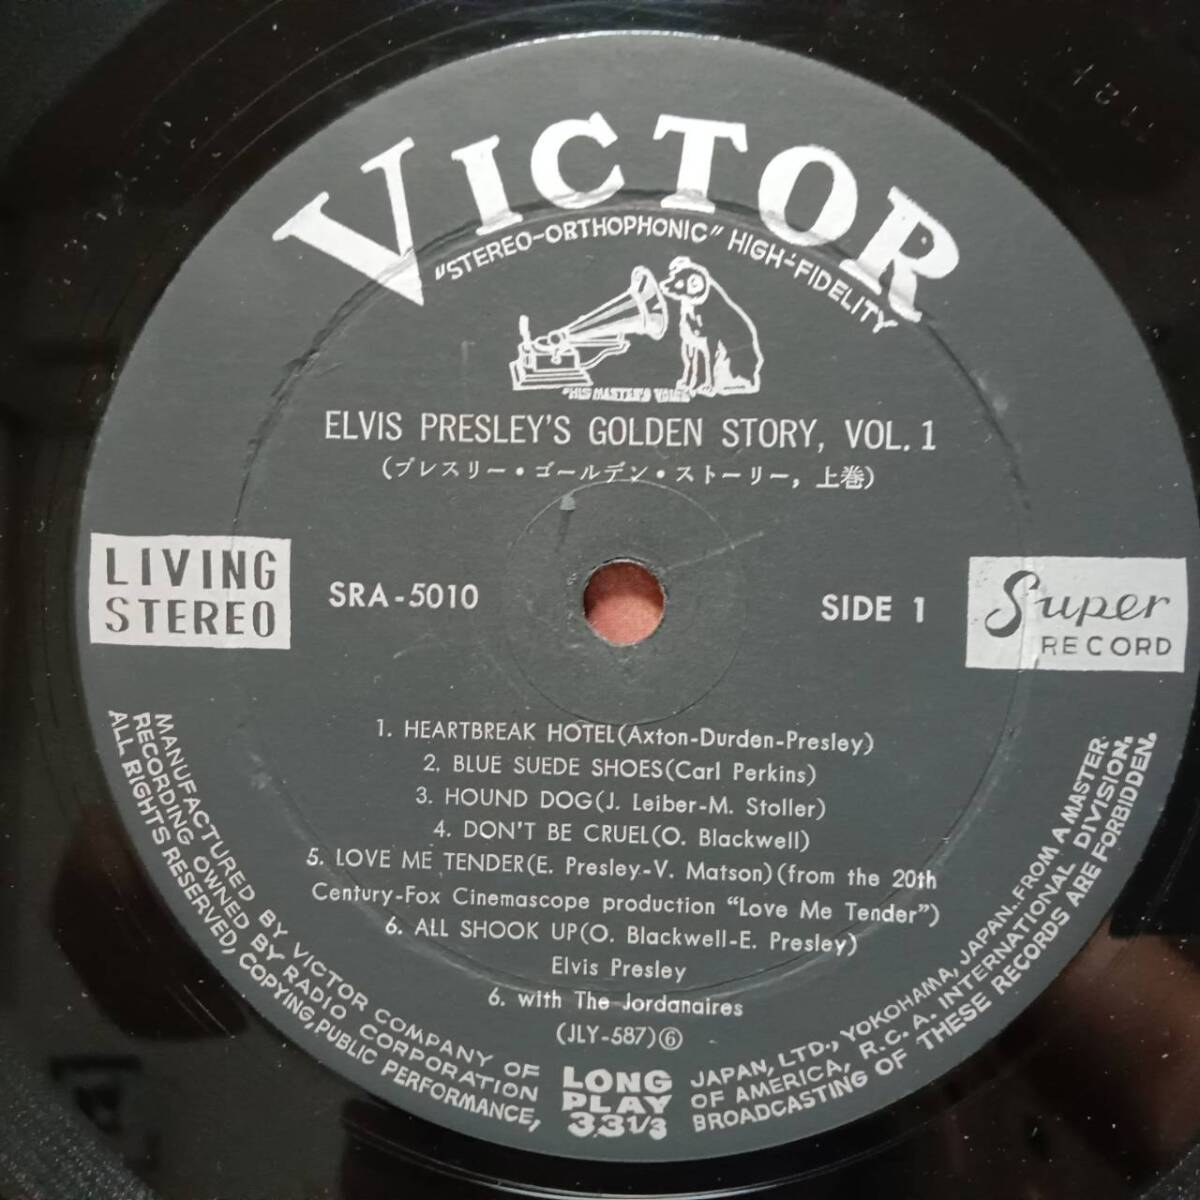 VICTOR
"STEREO-ORTHOPHONIC" HIGH-FIDELITY
"HIS MASTER'S VOICE"
ELVIS PRESLEY'S GOLDEN STORY, VOL. 1
(プレスリー・ゴールデン・ストーリー, 上巻)
LIVING
STEREO
SRA-5010
SIDE 1
Super
RECORD
1. HEARTBREAK HOTEL(Axton-Durden-Presley)
2. BLUE SUEDE SHOES(Carl Perkins)
3. HOUND DOG(J. Leiber-M. Stoller)
4. DON'T BE CRUEL(O. Blackwell)
5. LOVE ME TENDER(E. Presley-V. Matson)(from the 20th
Century-Fox Cinemascope production "Love Me Tender")
6. ALL SHOOK UP(O. Blackwell-E. Presley)
Elvis Presley
6. with The Jordanaires
(JLY-587)⑥
LONG
PLAY
33 1/3
MANUFACTURED BY VICTOR COMPANY OF JAPAN, LTD., YOKOHAMA, JAPAN. FROM A MASTER-
RECORDING OWNED BY RADIO CORPORATION OF AMERICA, R.C.A. INTERNATIONAL DIVISION.
ALL RIGHTS RESERVED, COPYING, PUBLIC PERFORMANCE, BROADCASTING OF THESE RECORDS ARE FORBIDDEN.